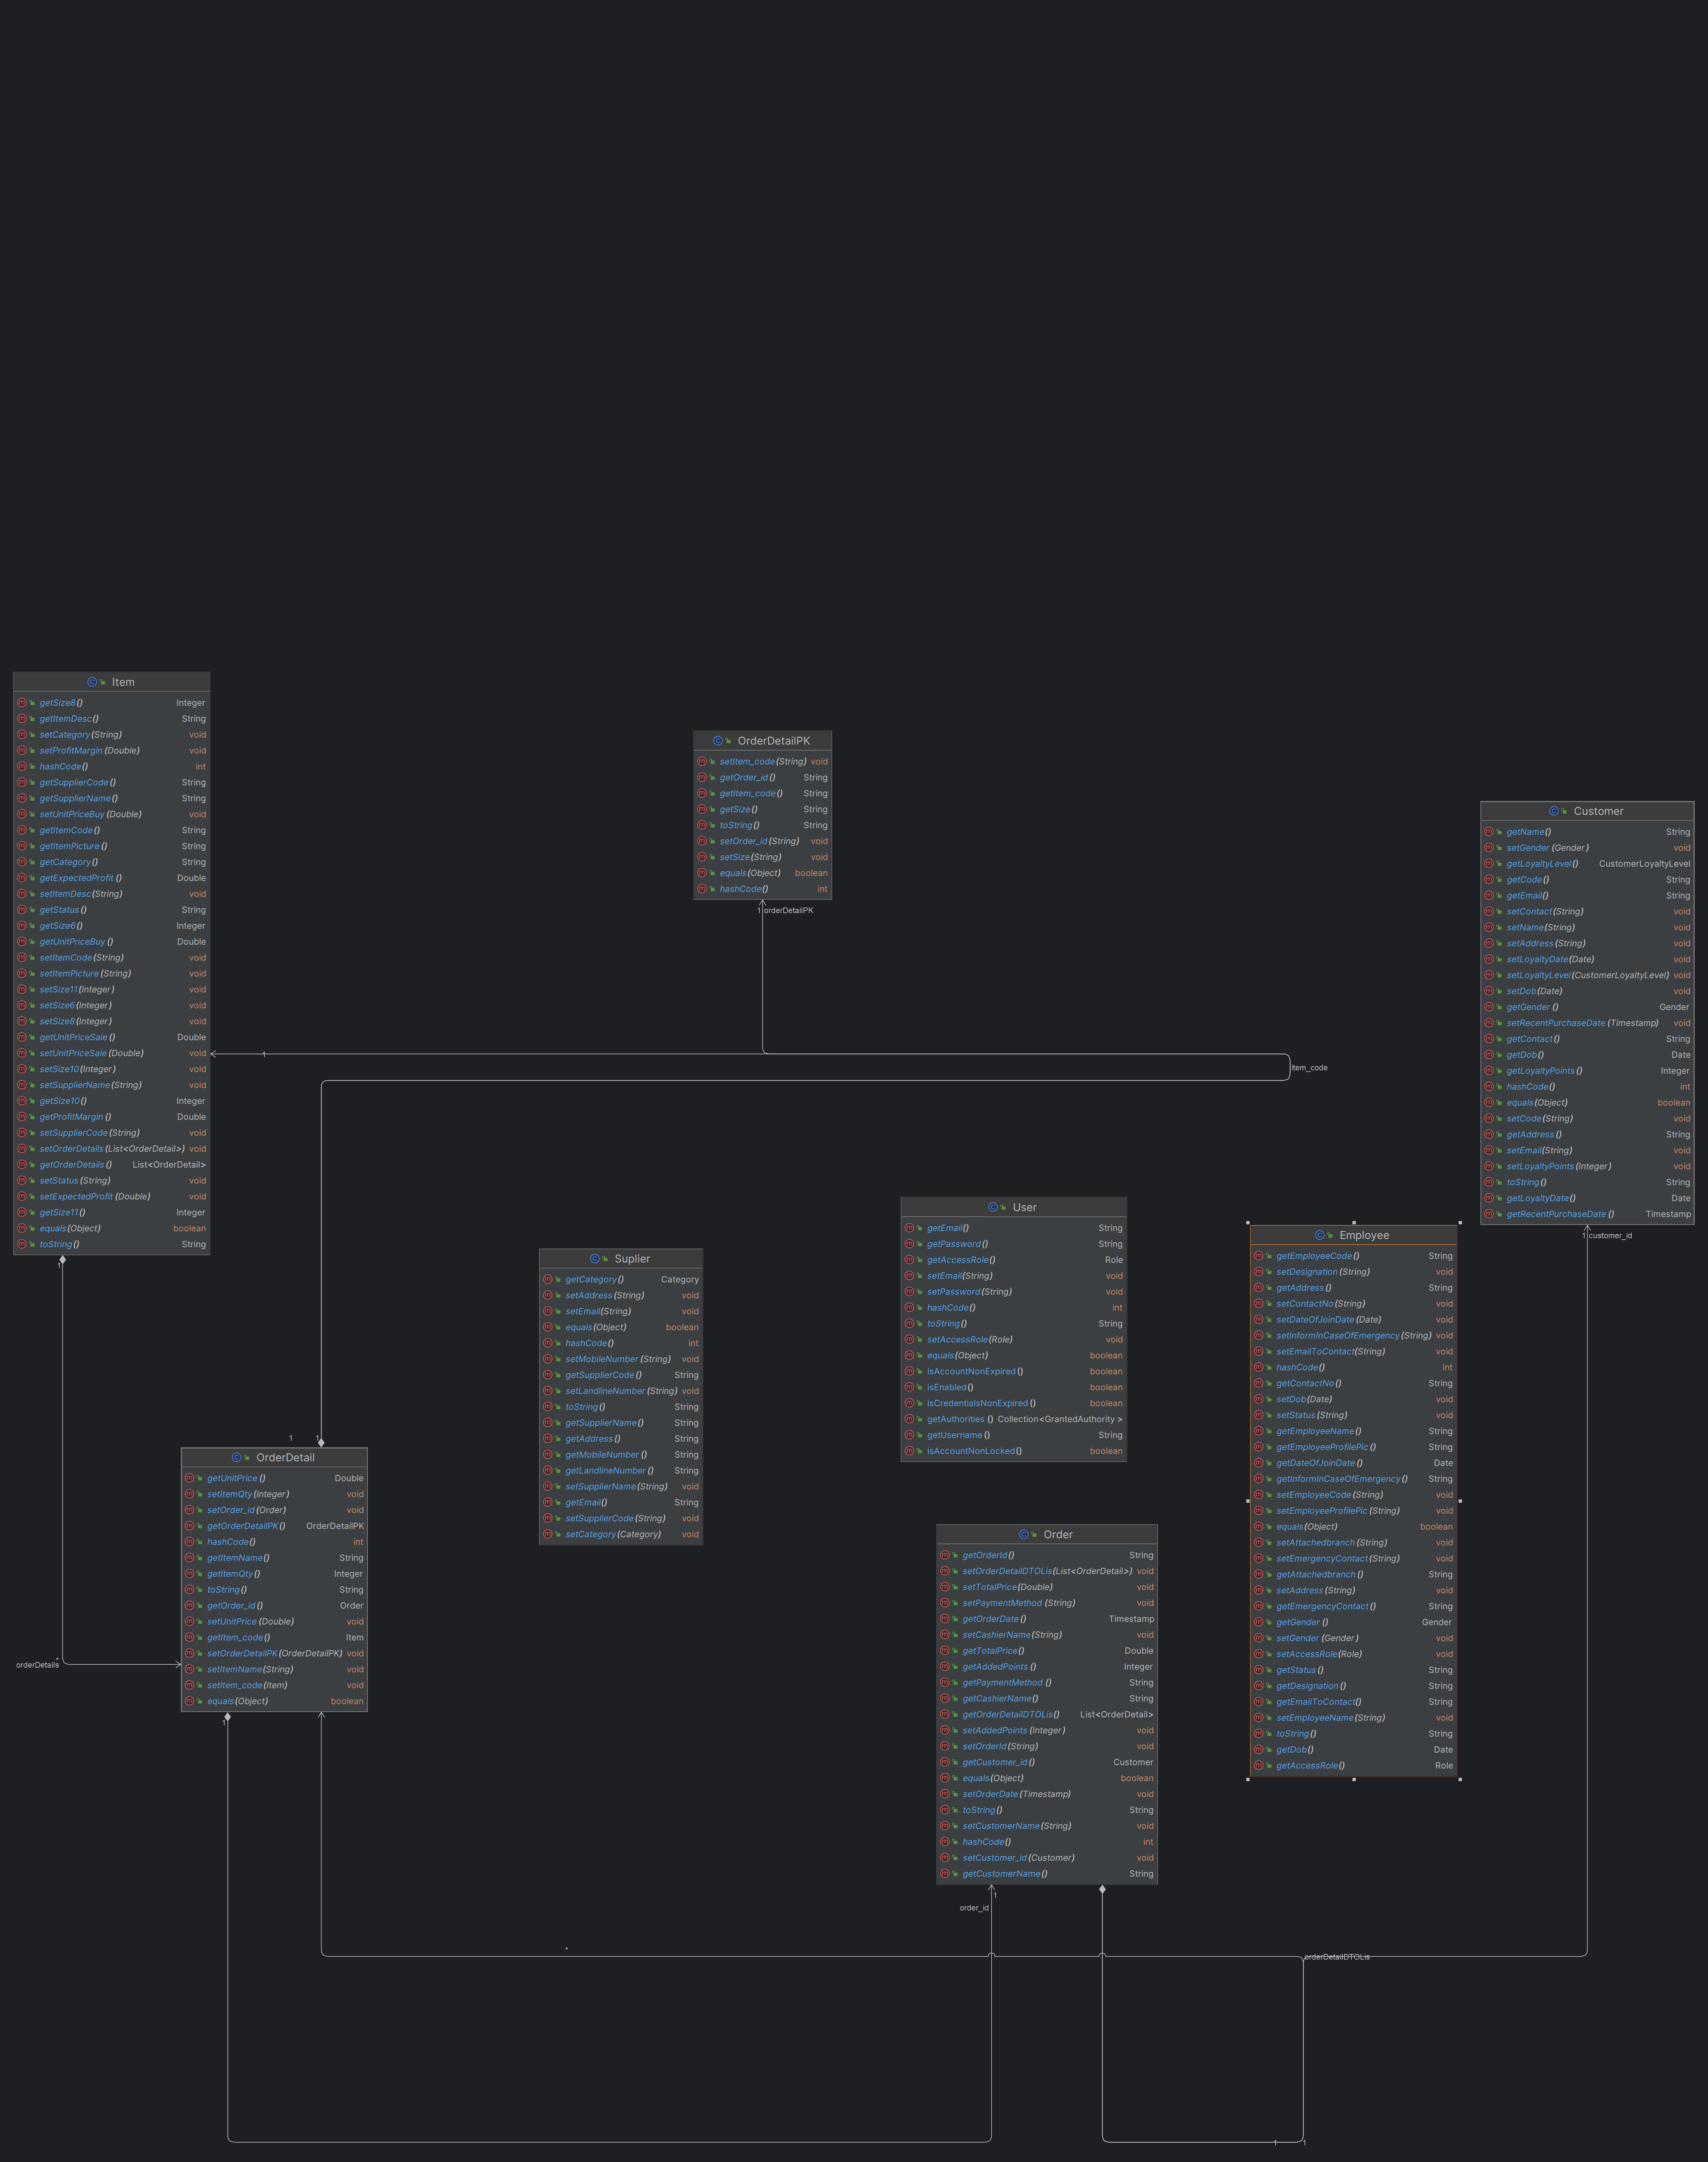 Item
getSize8() Integer
getItemDesc() String
setCategory(String) void
setProfitMargin(Double) void
hashCode() int
getSupplierCode() String
getSupplierName() String
setUnitPriceBuy(Double) void
getItemCode() String
getItemPicture() String
getCategory() String
getExpectedProfit() Double
setItemDesc(String) void
getStatus() String
getSize6() Integer
getUnitPriceBuy() Double
setItemCode(String) void
setItemPicture(String) void
setSize11(Integer) void
setSize6(Integer) void
setSize8(Integer) void
getUnitPriceSale() Double
setUnitPriceSale(Double) void
setSize10(Integer) void
setSupplierName(String) void
getSize10() Integer
getProfitMargin() Double
setSupplierCode(String) void
setOrderDetails(List<OrderDetail>) void
getOrderDetails() List<OrderDetail>
setStatus(String) void
setExpectedProfit(Double) void
getSize11() Integer
equals(Object) boolean
toString() String
1
1
OrderDetailPK
setItem_code(String) void
getOrder_id() String
getItem_code() String
getSize() String
toString() String
setOrder_id(String) void
setSize(String) void
equals(Object) boolean
hashCode() int
1 orderDetailPK
item_code
Customer
getName() String
setGender(Gender) void
getLoyaltyLevel() CustomerLoyaltyLevel
getCode() String
getEmail() String
setContact(String) void
setName(String) void
setAddress(String) void
setLoyaltyDate(Date) void
setLoyaltyLevel(CustomerLoyaltyLevel) void
setDob(Date) void
getGender() Gender
setRecentPurchaseDate(Timestamp) void
getContact() String
getDob() Date
getLoyaltyPoints() Integer
hashCode() int
equals(Object) boolean
setCode(String) void
getAddress() String
setEmail(String) void
setLoyaltyPoints(Integer) void
toString() String
getLoyaltyDate() Date
getRecentPurchaseDate() Timestamp
1 customer_id
Suplier
getCategory() Category
setAddress(String) void
setEmail(String) void
equals(Object) boolean
hashCode() int
setMobileNumber(String) void
getSupplierCode() String
setLandlineNumber(String) void
toString() String
getSupplierName() String
getAddress() String
getMobileNumber() String
getLandlineNumber() String
setSupplierName(String) void
getEmail() String
setSupplierCode(String) void
setCategory(Category) void
User
getEmail() String
getPassword() String
getAccessRole() Role
setEmail(String) void
setPassword(String) void
hashCode() int
toString() String
setAccessRole(Role) void
equals(Object) boolean
isAccountNonExpired() boolean
isEnabled() boolean
isCredentialsNonExpired() boolean
getAuthorities() Collection<GrantedAuthority>
getUsername() String
isAccountNonLocked() boolean
Employee
getEmployeeCode() String
setDesignation(String) void
getAddress() String
setContactNo(String) void
setDateOfJoinDate(Date) void
setInformInCaseOfEmergency(String) void
setEmailToContact(String) void
hashCode() int
getContactNo() String
setDob(Date) void
setStatus(String) void
getEmployeeName() String
getEmployeeProfilePic() String
getDateOfJoinDate() Date
getInformInCaseOfEmergency() String
setEmployeeCode(String) void
setEmployeeProfilePic(String) void
equals(Object) boolean
setAttachedbranch(String) void
setEmergencyContact(String) void
getAttachedbranch() String
setAddress(String) void
getEmergencyContact() String
getGender() Gender
setGender(Gender) void
setAccessRole(Role) void
getStatus() String
getDesignation() String
getEmailToContact() String
setEmployeeName(String) void
toString() String
getDob() Date
getAccessRole() Role
1 1
OrderDetail
getUnitPrice() Double
setItemQty(Integer) void
setOrder_id(Order) void
getOrderDetailPK() OrderDetailPK
hashCode() int
getItemName() String
getItemQty() Integer
toString() String
getOrder_id() Order
setUnitPrice(Double) void
getItem_code() Item
setOrderDetailPK(OrderDetailPK) void
setItemName(String) void
setItem_code(Item) void
equals(Object) boolean
*
orderDetails
1
Order
getOrderId() String
setOrderDetailDTOLis(List<OrderDetail>) void
setTotalPrice(Double) void
setPaymentMethod(String) void
getOrderDate() Timestamp
setCashierName(String) void
getTotalPrice() Double
getAddedPoints() Integer
getPaymentMethod() String
getCashierName() String
getOrderDetailDTOLis() List<OrderDetail>
setAddedPoints(Integer) void
setOrderId(String) void
getCustomer_id() Customer
equals(Object) boolean
setOrderDate(Timestamp) void
toString() String
setCustomerName(String) void
hashCode() int
setCustomer_id(Customer) void
getCustomerName() String
1
order_id
*
orderDetailDTOLis
1 1